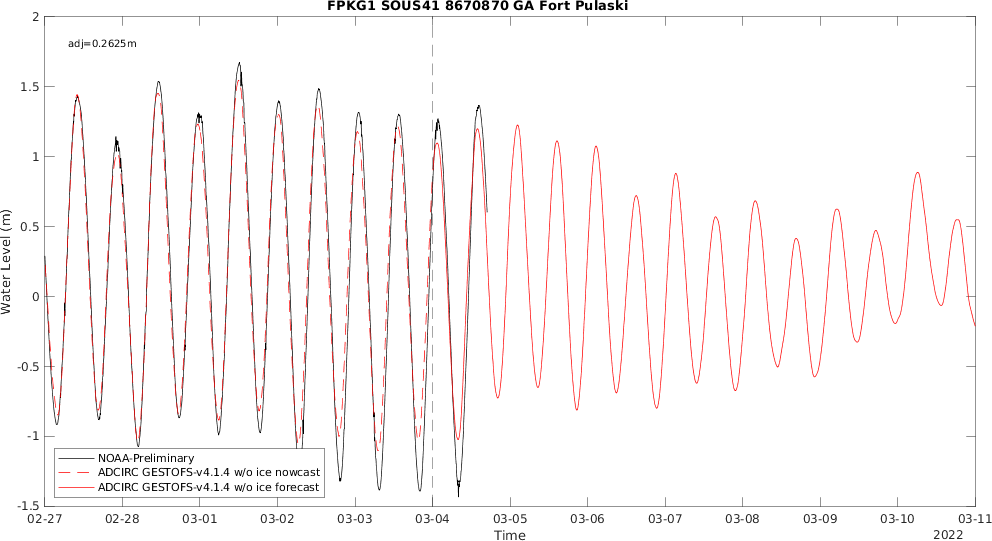 FPKG1 SOUS41 8670870 GA Fort Pulaski
adj=0.2625m
2
1.5
1
0.5
0
-0.5
-1
-1.5
Water Level (m)
NOAA-Preliminary
ADCIRC GESTOFS-v4.1.4 w/o ice nowcast
ADCIRC GESTOFS-v4.1.4 w/o ice forecast
02-27 02-28 03-01 03-02 03-03 03-04 03-05 03-06 03-07 03-08 03-09 03-10 03-11
Time
2022